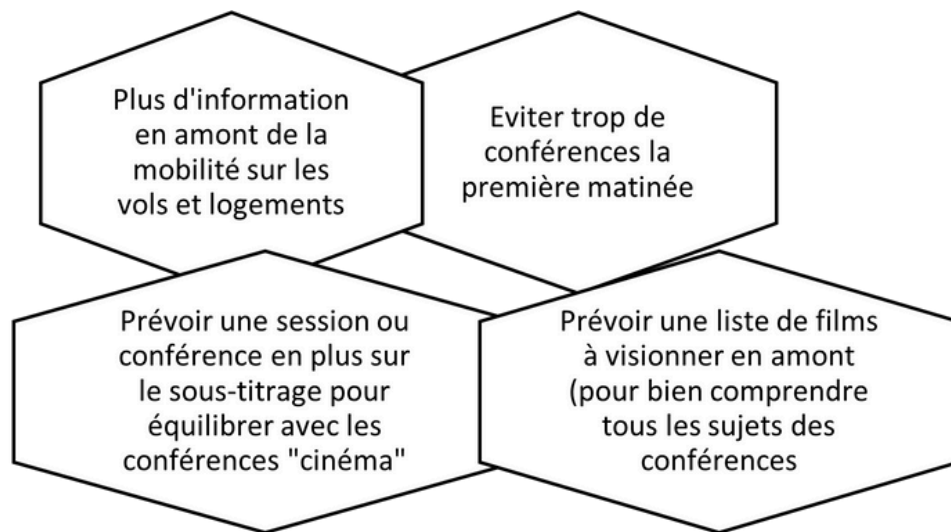 Plus d'information
en amont de la
mobilité sur les
vols et logements
Eviter trop de
conférences la
première matinée
Prévoir une session ou
conférence en plus sur
le sous-titrage pour
équilibrer avec les
conférences "cinéma"
Prévoir une liste de films
à visionner en amont
(pour bien comprendre
tous les sujets des
conférences